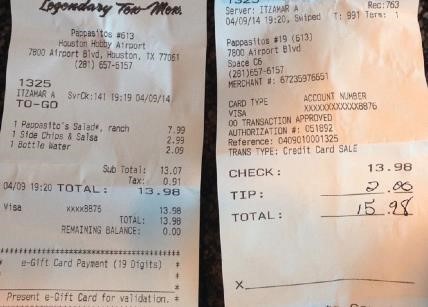 Legendary Tex-Mex.
Pappasitos #613
Houston Hobby Airport
7800 Airport Blvd, Houston, TX 77061
(281) 657-6157
1325
ITZAMAR A SvrCk:141 19:19 04/09/14
TO-GO
1 Pappasito's Salad#, ranch 7.99
1 Side Chips & Salsa 2.99
1 Bottle Water 2.09
Sub Total: 13.07
Tax: 0.91
04/09 19:20 TOTAL: 13.98
Visa xxxx8876 13.98
TOTAL: 13.98
REMAINING BALANCE: 0.00
e-Gift Card Payment (19 Digits)
Present e-Gift Card for validation.
1325 Rec:763
Server: ITZAMAR A
04/09/14 19:20, Swiped T: 991 Term: 1
Pappasitos #19 (613)
7800 Airport Blvd
Space C6
(281)657-6157
MERCHANT #: 67235976651
CARD TYPE ACCOUNT NUMBER
VISA XXXXXXXXXXXX8876
00 TRANSACTION APPROVED
AUTHORIZATION #: 051892
Reference: 0409010001325
TRANS TYPE: Credit Card SALE
CHECK: 13.98
TIP: 2.00
TOTAL: 15.98
X